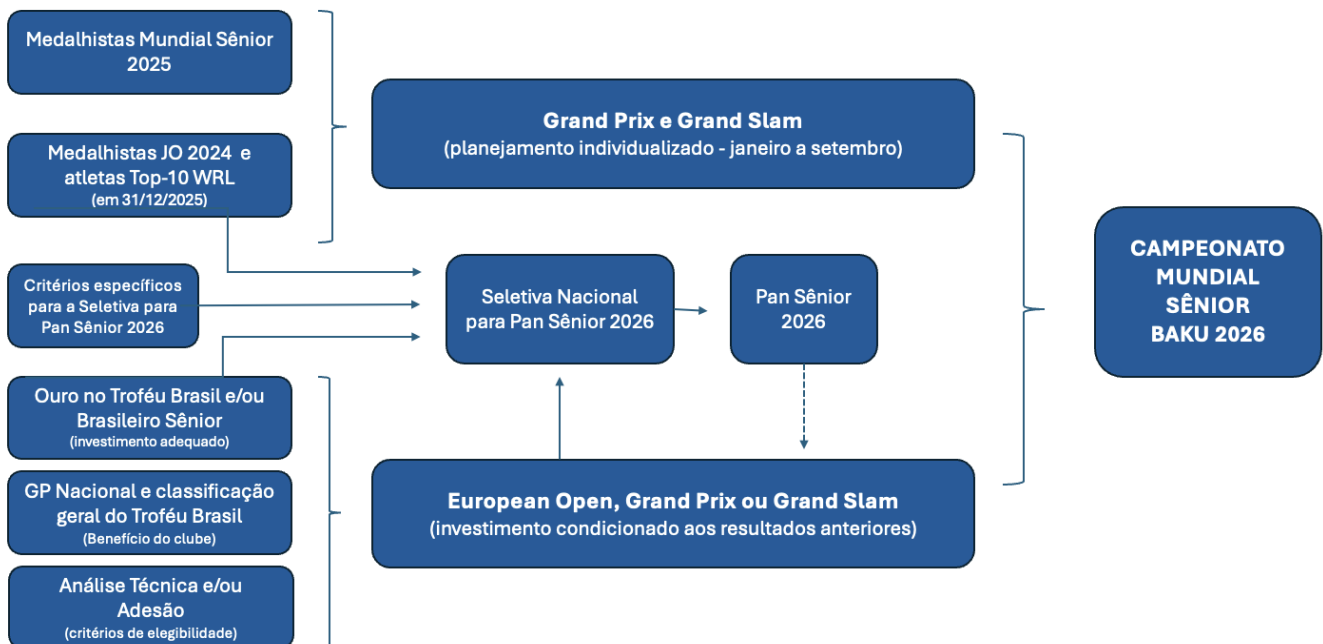 Medalhistas Mundial Sênior
2025
Medalhistas JO 2024 e
atletas Top-10 WRL
(em 31/12/2025)
Critérios específicos
para a Seletiva para
Pan Sênior 2026
Ouro no Troféu Brasil e/ou
Brasileiro Sênior
(investimento adequado)
GP Nacional e classificação
geral do Troféu Brasil
(Benefício do clube)
Análise Técnica e/ou
Adesão
(critérios de elegibilidade)
Grand Prix e Grand Slam
(planejamento individualizado - janeiro a setembro)
Seletiva Nacional
para Pan Sênior 2026
Pan Sênior
2026
European Open, Grand Prix ou Grand Slam
(investimento condicionado aos resultados anteriores)
CAMPEONATO
MUNDIAL
SÊNIOR
BAKU 2026